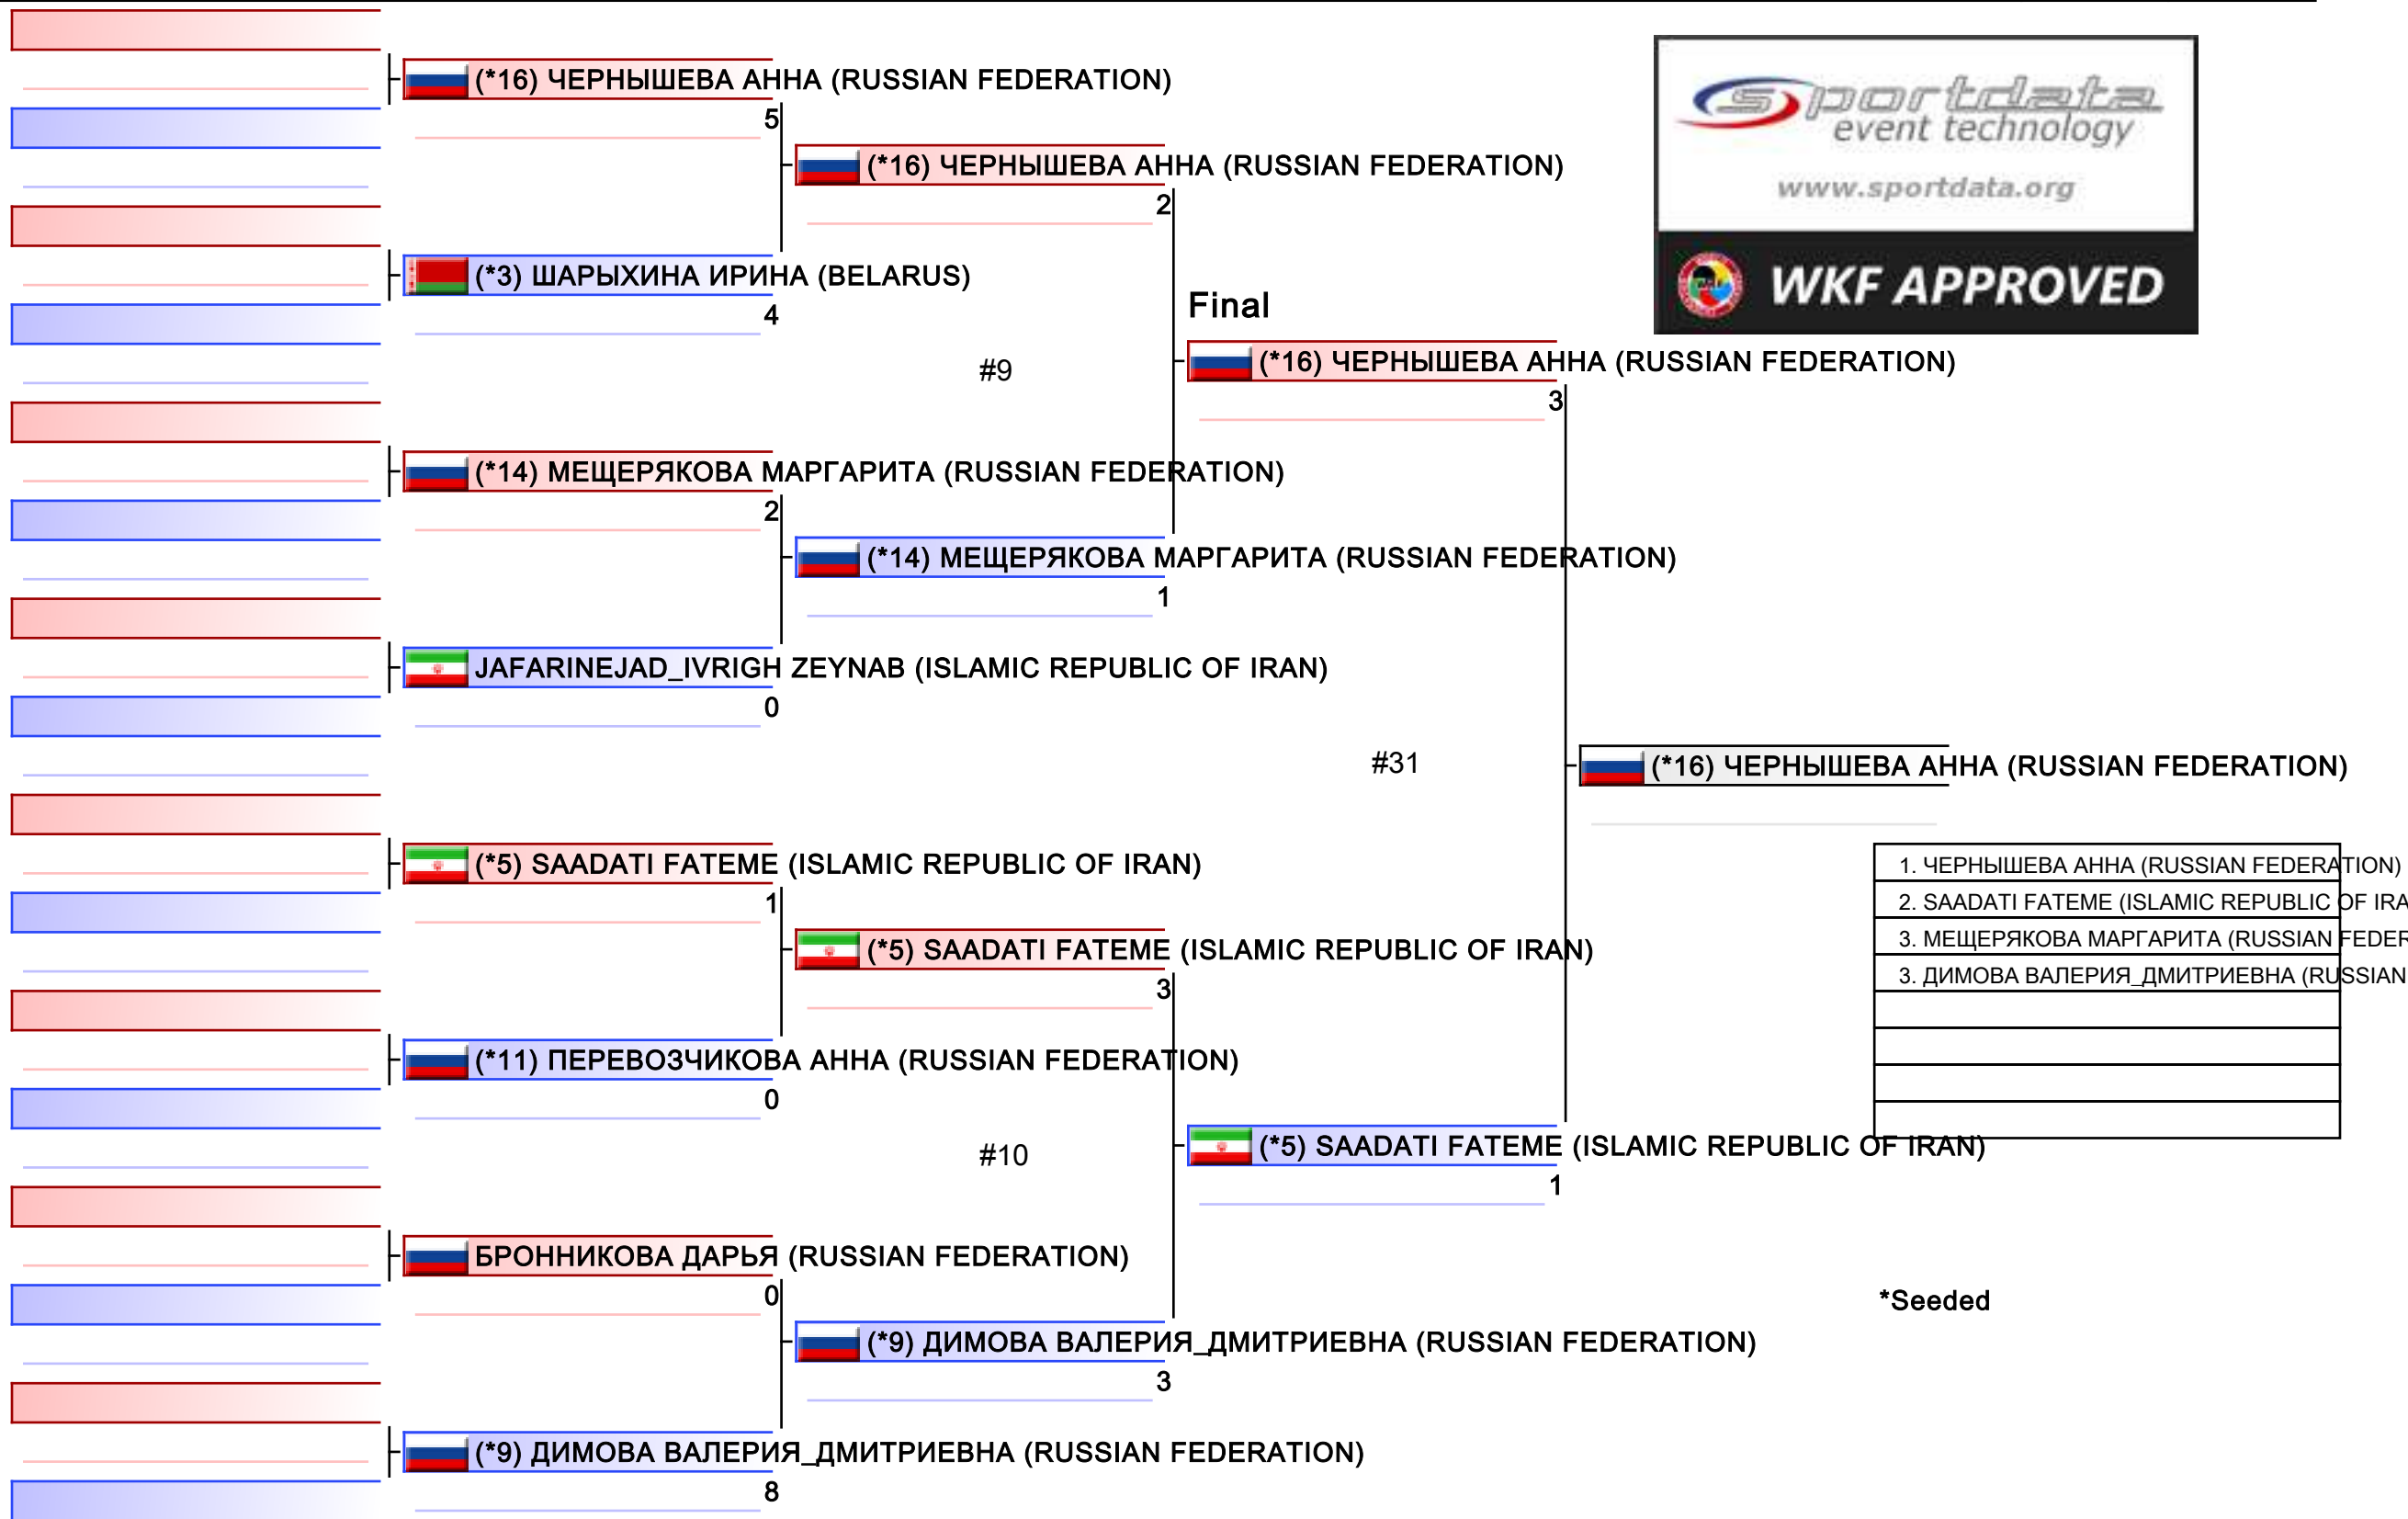 (*16) ЧЕРНЫШЕВА АННА (RUSSIAN FEDERATION)
5
(*16) ЧЕРНЫШЕВА АННА (RUSSIAN FEDERATION)
2
(*3) ШАРЫХИНА ИРИНА (BELARUS)
4
sportdata
event technology
www.sportdata.org
WKF APPROVED
Final
#9
(*16) ЧЕРНЫШЕВА АННА (RUSSIAN FEDERATION)
3
(*14) МЕЩЕРЯКОВА МАРГАРИТА (RUSSIAN FEDERATION)
2
(*14) МЕЩЕРЯКОВА МАРГАРИТА (RUSSIAN FEDERATION)
1
JAFARINEJAD_IVRIGH ZEYNAB (ISLAMIC REPUBLIC OF IRAN)
0
#31
(*16) ЧЕРНЫШЕВА АННА (RUSSIAN FEDERATION)
(*5) SAADATI FATEME (ISLAMIC REPUBLIC OF IRAN)
1
(*5) SAADATI FATEME (ISLAMIC REPUBLIC OF IRAN)
3
1. ЧЕРНЫШЕВА АННА (RUSSIAN FEDERATION)
2. SAADATI FATEME (ISLAMIC REPUBLIC OF IRA
3. МЕЩЕРЯКОВА МАРГАРИТА (RUSSIAN FEDER
3. ДИМОВА ВАЛЕРИЯ_ДМИТРИЕВНА (RUSSIAN
(*11) ПЕРЕВОЗЧИКОВА АННА (RUSSIAN FEDERATION)
0
#10
(*5) SAADATI FATEME (ISLAMIC REPUBLIC OF IRAN)
1
БРОННИКОВА ДАРЬЯ (RUSSIAN FEDERATION)
0
*Seeded
(*9) ДИМОВА ВАЛЕРИЯ_ДМИТРИЕВНА (RUSSIAN FEDERATION)
3
(*9) ДИМОВА ВАЛЕРИЯ_ДМИТРИЕВНА (RUSSIAN FEDERATION)
8